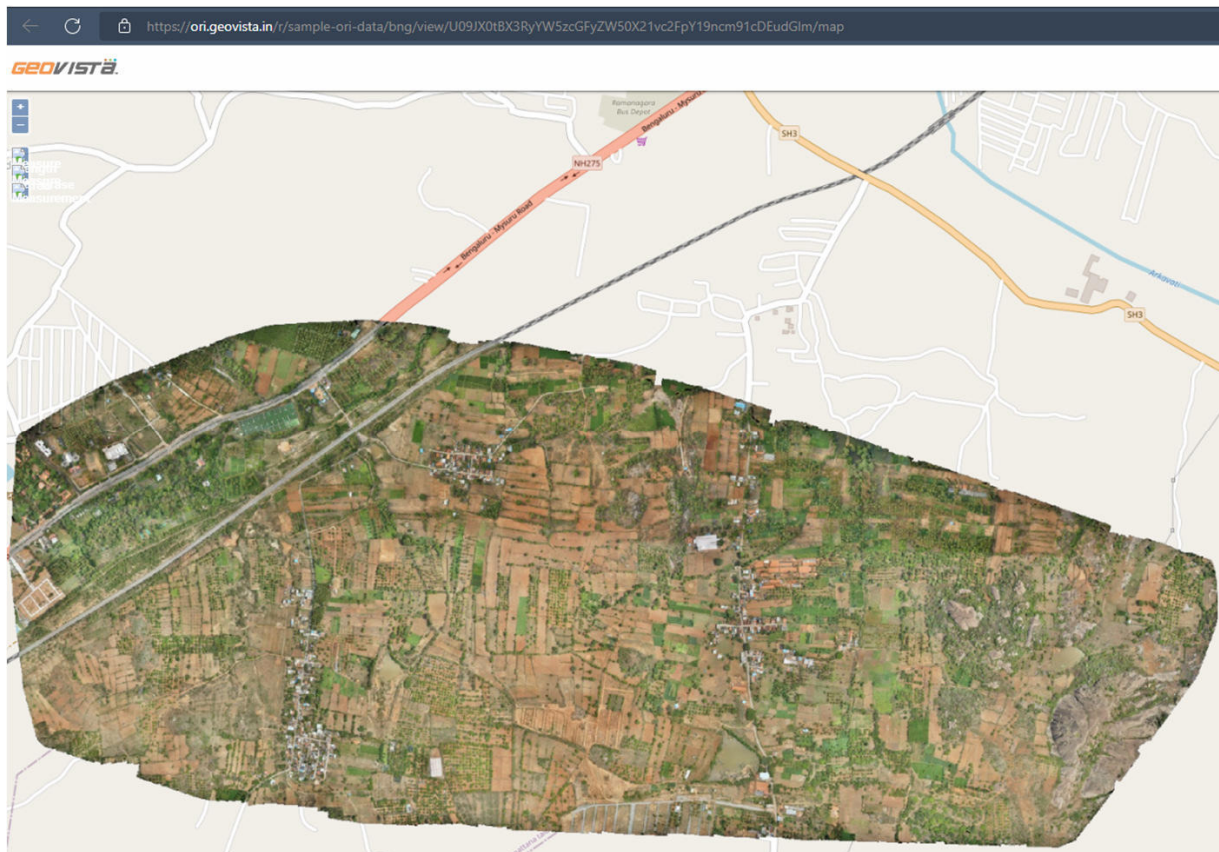 https://ori.geovista.in/r/sample-ori-data/bng/view/U09JX0tBX3RyYW5zcGFyZW50X21vc2FpY19ncm91cDEudGlm/map
GEOVISTA
+
−
Ramanagara
Bus Depot
Bengaluru - Mysuru
SH3
NH275
Bengaluru - Mysuru Road
Arkavati
SH3